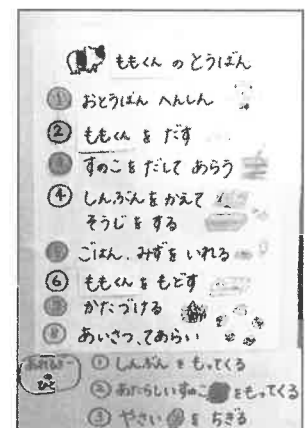 ももくん の とうばん
① おとうばん へんしん
② ももくん を だす
③ すのこ を だして あらう
④ しんぶん を かえて
そうじ を する
⑤ ごはん、みず を いれる
⑥ ももくん を もどす
⑦ かたづける
⑧ あいさつ、てあらい
ひと
① しんぶん を もってくる
② あたらしい すのこ を もってくる
③ やさい を ちぎる